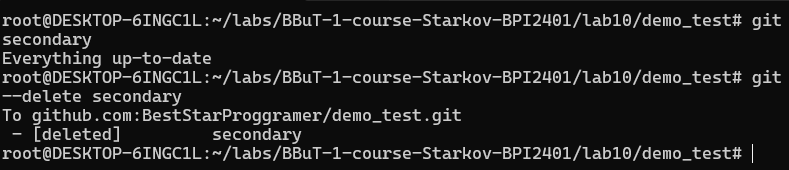 root@DESKTOP-6INGC1L:~/labs/BBuT-1-course-Starkov-BPI2401/lab10/demo_test# git
secondary
Everything up-to-date
root@DESKTOP-6INGC1L:~/labs/BBuT-1-course-Starkov-BPI2401/lab10/demo_test# git
--delete secondary
To github.com:BestStarProggramer/demo_test.git
 - [deleted]         secondary
root@DESKTOP-6INGC1L:~/labs/BBuT-1-course-Starkov-BPI2401/lab10/demo_test#